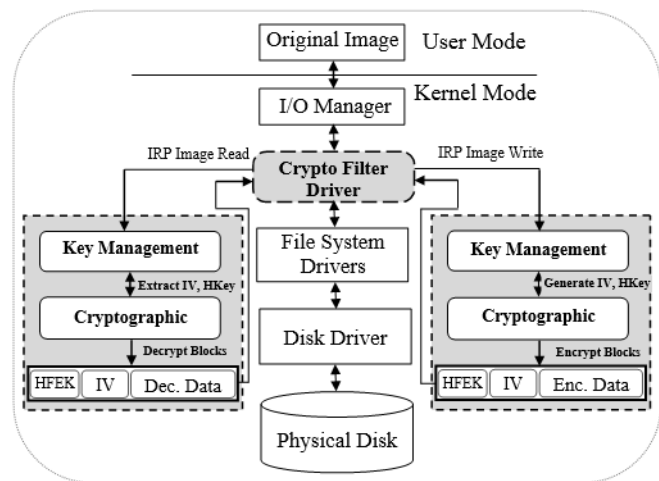 Original Image
User Mode
Kernel Mode
I/O Manager
IRP Image Read
IRP Image Write
Crypto Filter
Driver
Key Management
Extract IV, HKey
Cryptographic
Decrypt Blocks
HFEK
IV
Dec. Data
File System
Drivers
Disk Driver
Physical Disk
Key Management
Generate IV, HKey
Cryptographic
Encrypt Blocks
HFEK
IV
Enc. Data